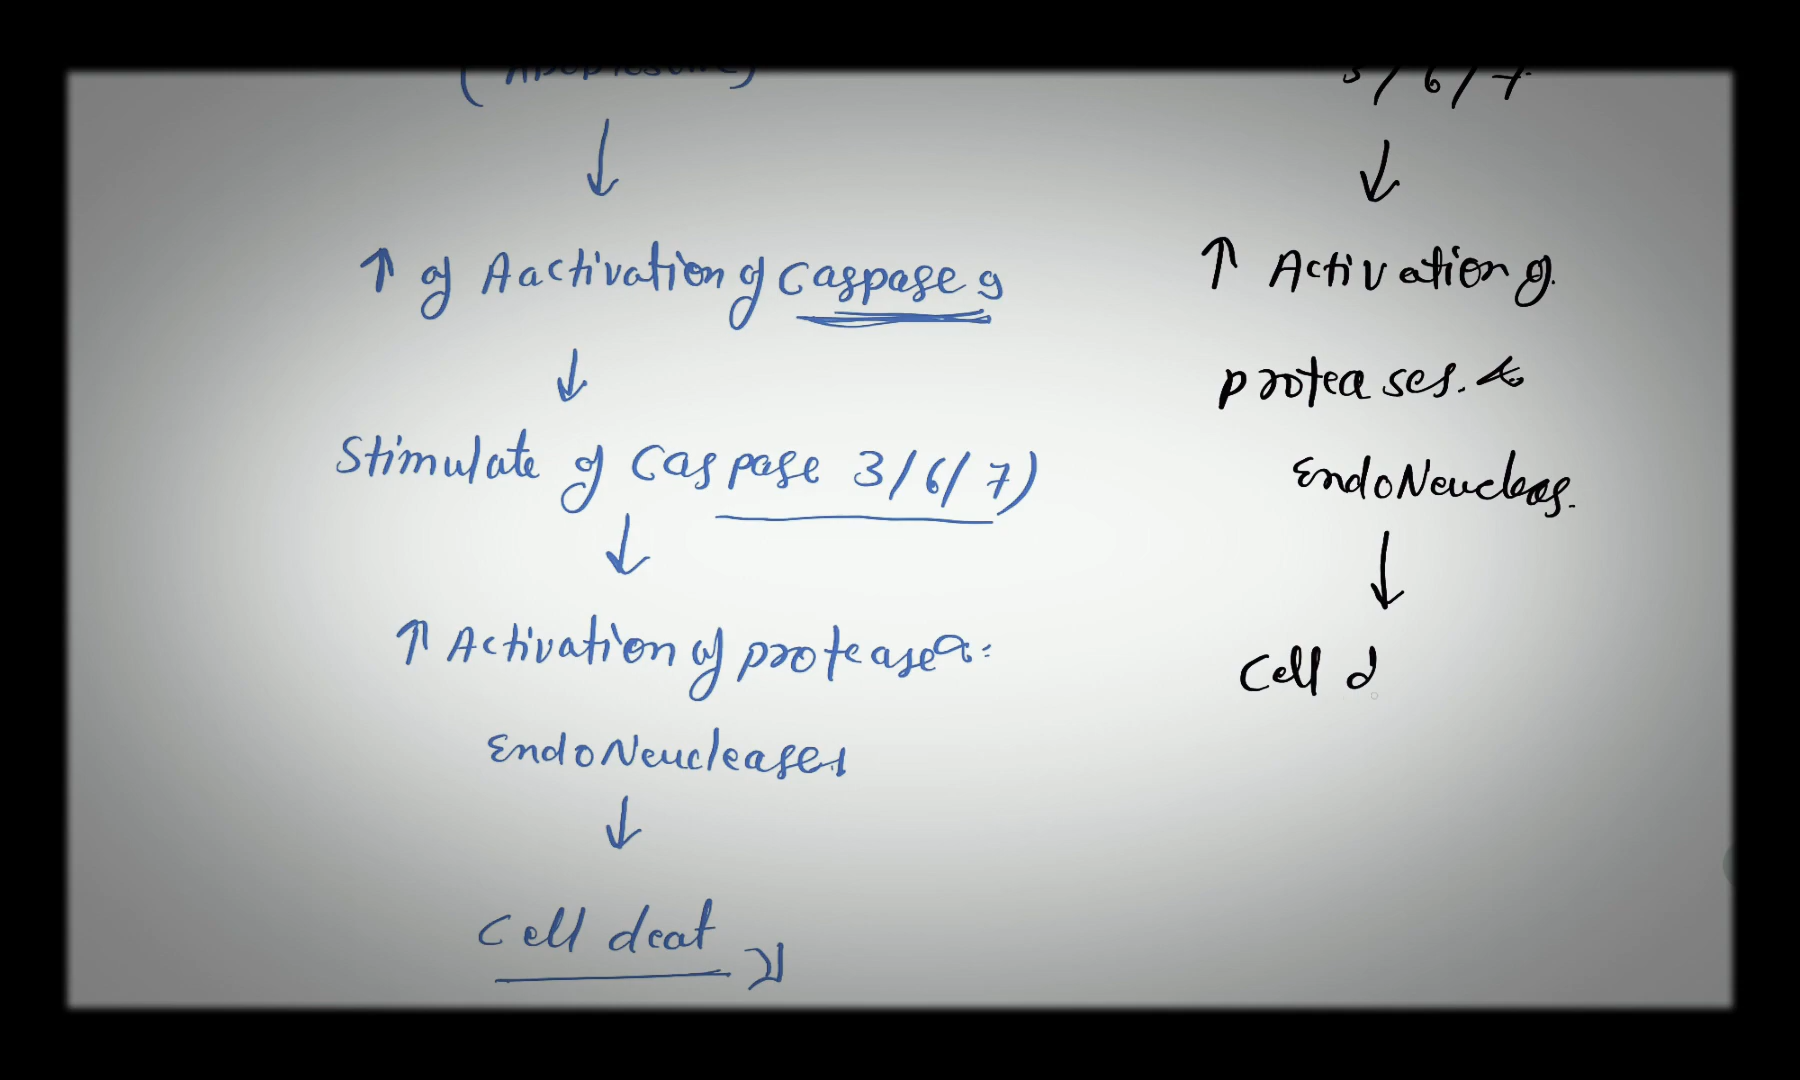 3/6/7
↑ of Aactivation of Caspase 9
Stimulate of Caspase 3/6/7)
↑ Activation of protease
EndoNeucleases
Cell deat
↑ Activation of.
proteases. &
EndoNeucleas.
Cell d